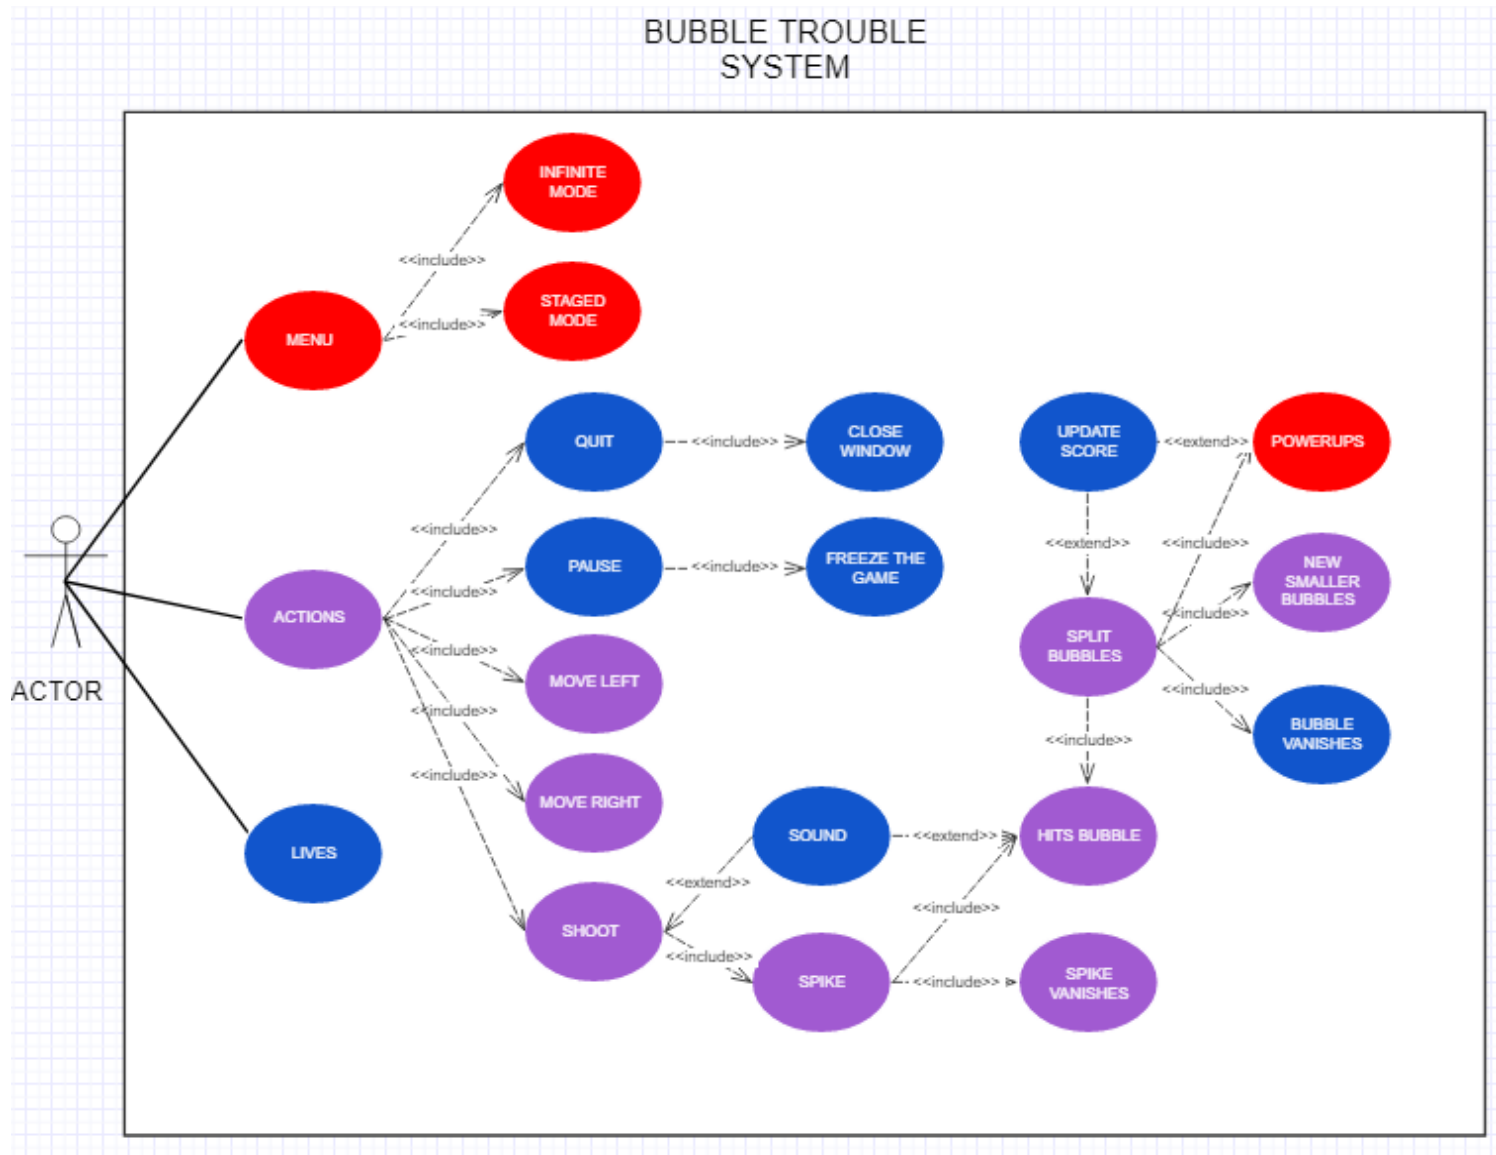 BUBBLE TROUBLE
SYSTEM
INFINITE
MODE
<<include>>
STAGED
MODE
<<include>>
MENU
QUIT
<<include>>
CLOSE
WINDOW
UPDATE
SCORE
<<extend>>
POWERUPS
<<include>>
<<extend>>
<<include>>
PAUSE
<<include>>
FREEZE THE
GAME
<<include>>
NEW
SMALLER
BUBBLES
<<include>>
ACTIONS
SPLIT
BUBBLES
<<include>>
MOVE LEFT
ACTOR
<<include>>
<<include>>
BUBBLE
VANISHES
<<include>>
<<include>>
MOVE RIGHT
LIVES
SOUND
<<extend>>
HITS BUBBLE
<<extend>>
<<include>>
SHOOT
<<include>>
SPIKE
<<include>>
SPIKE
VANISHES